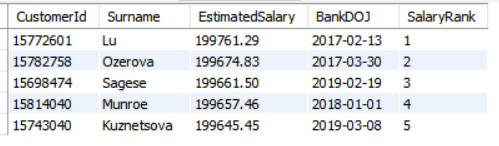 CustomerId Surname EstimatedSalary BankDOJ SalaryRank
15772601 Lu 199761.29 2017-02-13 1
15782758 Ozerova 199674.83 2017-03-30 2
15698474 Sagese 199661.50 2019-02-19 3
15814040 Munroe 199657.46 2018-01-01 4
15743040 Kuznetsova 199645.45 2019-03-08 5